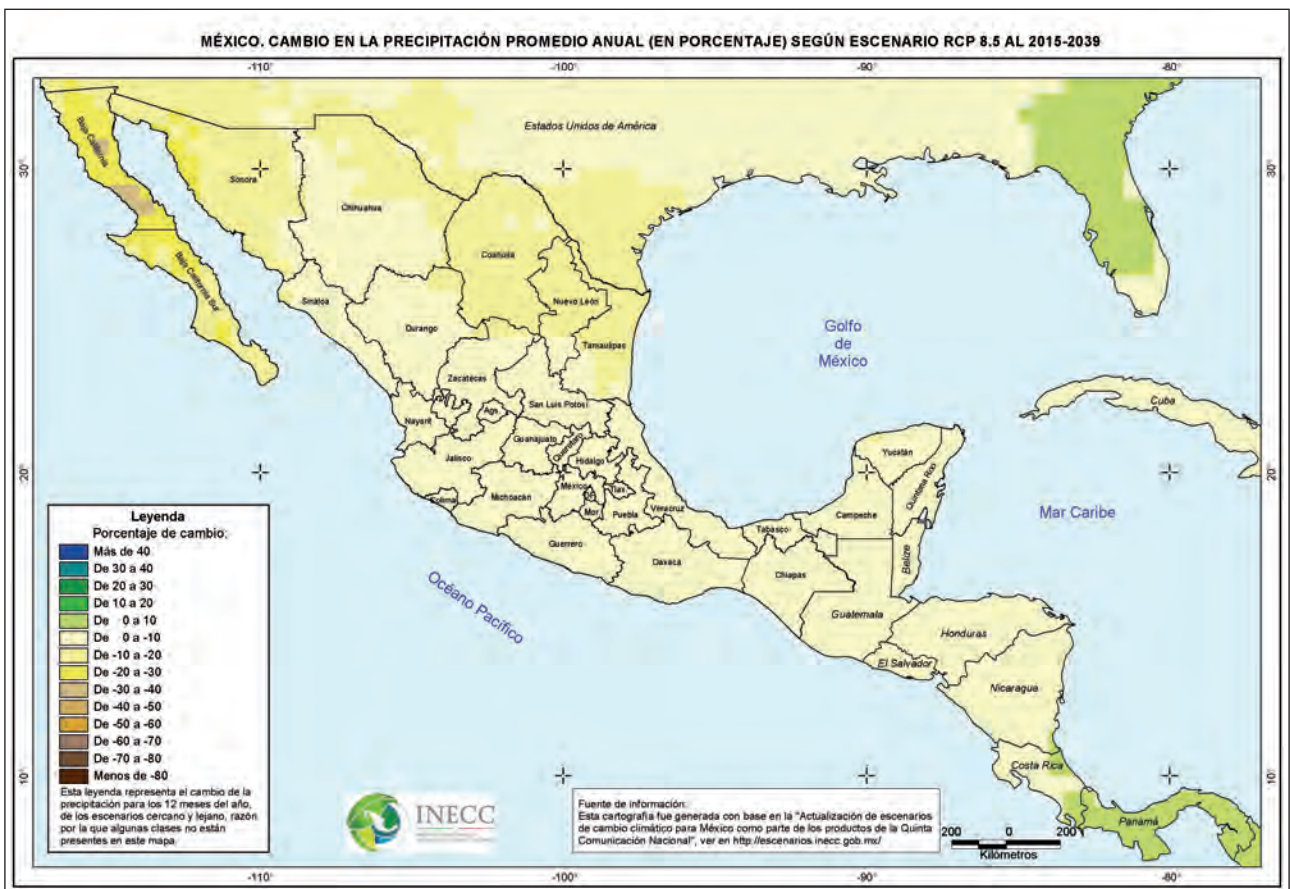 MÉXICO. CAMBIO EN LA PRECIPITACIÓN PROMEDIO ANUAL (EN PORCENTAJE) SEGÚN ESCENARIO RCP 8.5 AL 2015-2039
-110° -100° -90° -80°
Estados Unidos de América
Baja California
30° 30°
Sonora
Chihuahua
Coahuila
Baja California Sur
Sinaloa
Nuevo León
Durango
Tamaulipas
Golfo
de
México
Zacatecas
Cuba
Ags.
San Luis Potosí
Nayarit
Guanajuato
Querétaro
Yucatán
Jalisco
Hidalgo
20° 20°
Quintana Roo
Colima
Michoacán
México
DF
Tlax.
Mor
Puebla
Veracruz
Campeche
Mar Caribe
Tabasco
Guerrero
Oaxaca
Chiapas
Belize
Océano Pacífico
Guatemala
Honduras
El Salvador
Nicaragua
Costa Rica
10° 10°
Panamá
Leyenda
Porcentaje de cambio:
Más de 40
De 30 a 40
De 20 a 30
De 10 a 20
De 0 a 10
De 0 a -10
De -10 a -20
De -20 a -30
De -30 a -40
De -40 a -50
De -50 a -60
De -60 a -70
De -70 a -80
Menos de -80
Esta leyenda representa el cambio de la
precipitación para los 12 meses del año,
de los escenarios cercano y lejano, razón
por la que algunas clases no están
presentes en este mapa
INECC
Fuente de información:
Esta cartografía fue generada con base en la "Actualización de escenarios
de cambio climático para México como parte de los productos de la Quinta
Comunicación Nacional", ver en http://escenarios.inecc.gob.mx/
200 0 200
Kilómetros
-110° -100° -90° -80°